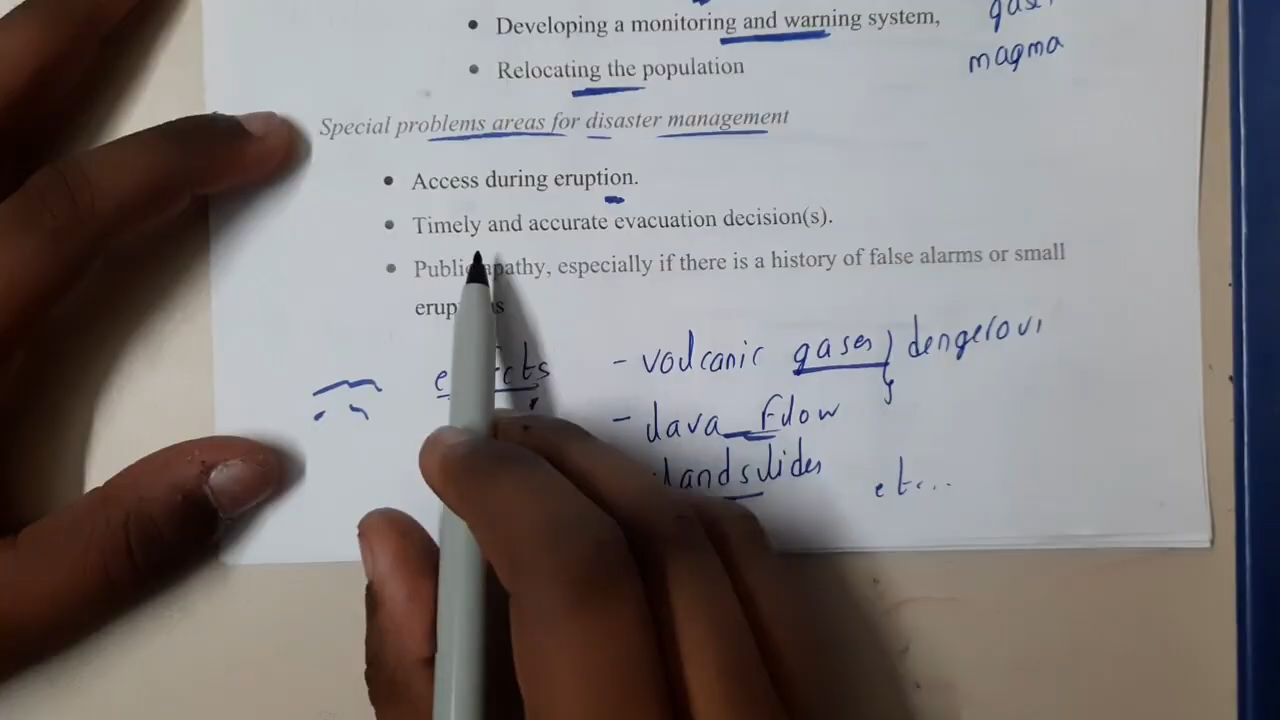 Developing a monitoring and warning system,
Relocating the population
magma
Special problems areas for disaster management
Access during eruption.
Timely and accurate evacuation decision(s).
Public apathy, especially if there is a history of false alarms or small
- volcanic gases) dengerous
- lava flow
landslides etc...